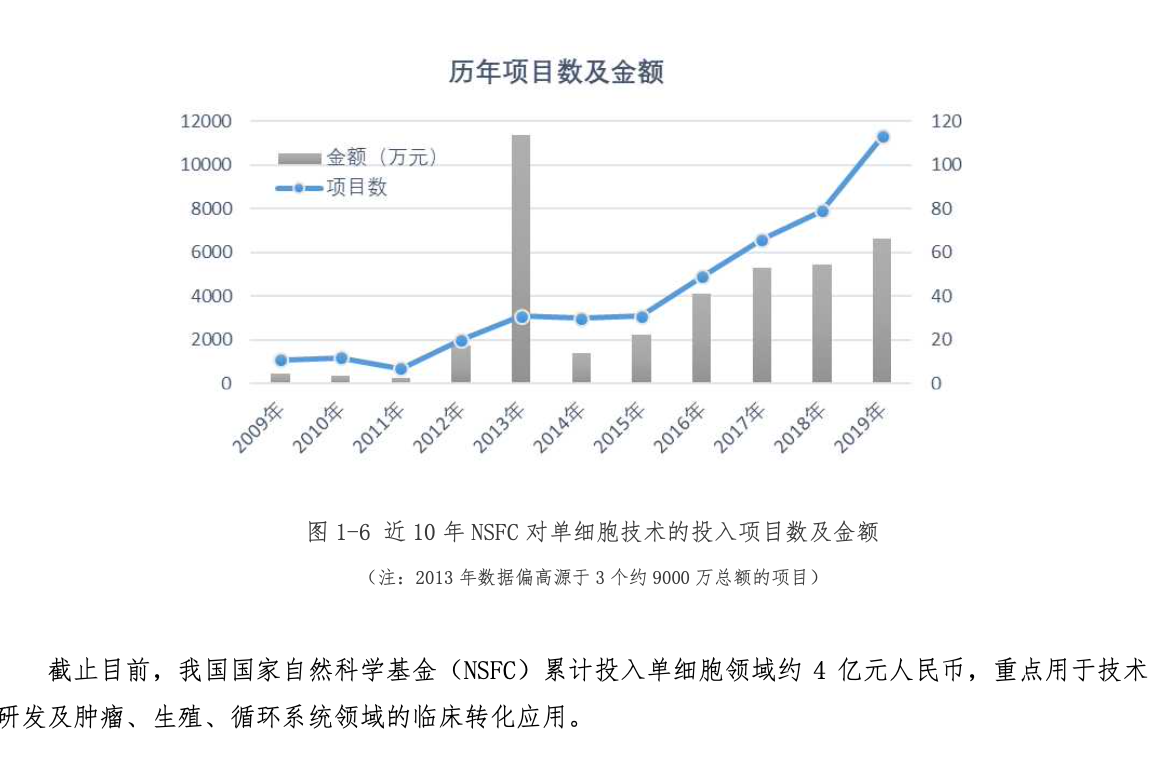 历年项目数及金额
12000 120
金额（万元）
10000 100
项目数
8000 80
6000 60
4000 40
2000 20
0 0
2009年 2010年 2011年 2012年 2013年 2014年 2015年 2016年 2017年 2018年 2019年
图 1-6 近 10 年 NSFC 对单细胞技术的投入项目数及金额
（注：2013 年数据偏高源于 3 个约 9000 万总额的项目）
截止目前，我国国家自然科学基金（NSFC）累计投入单细胞领域约 4 亿元人民币，重点用于技术
研发及肿瘤、生殖、循环系统领域的临床转化应用。